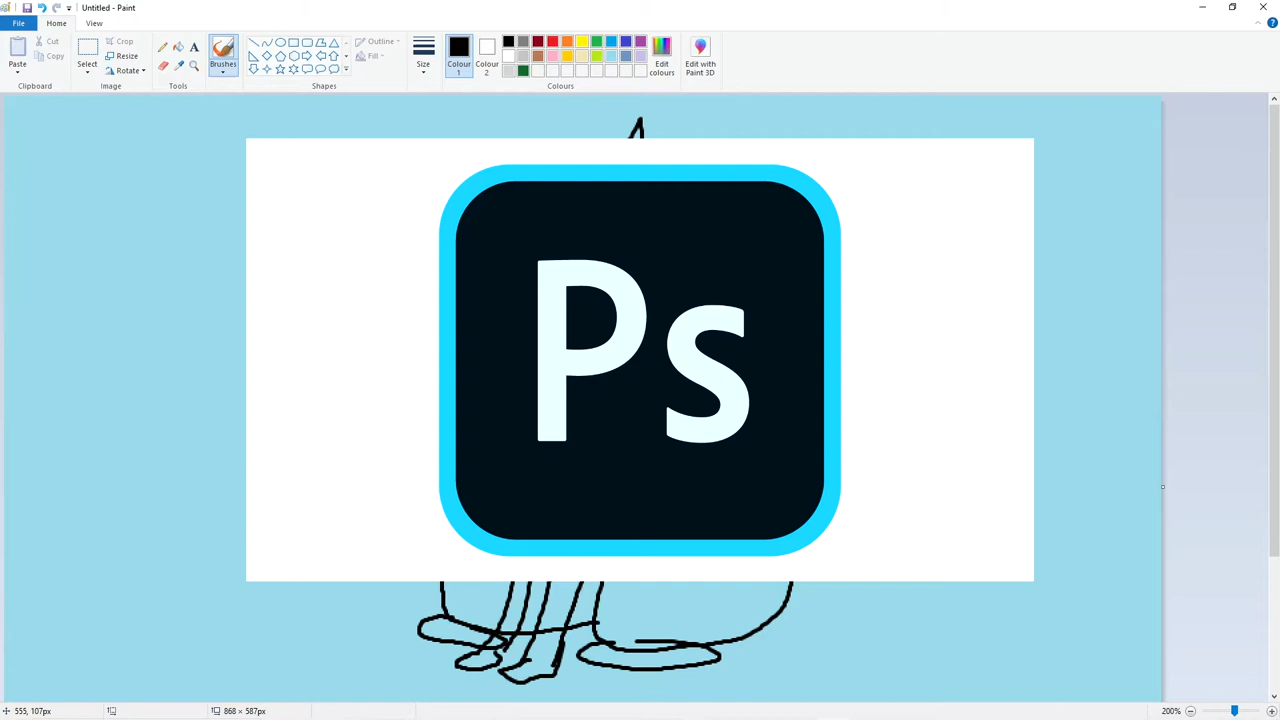 Untitled - Paint
File Home View
Paste
Cut
Copy
Clipboard
Select
Crop
Resize
Rotate
Image
A
Tools
Brushes
Shapes
Outline
Fill
Size
Colour 1
Colour 2
Edit colours
Edit with Paint 3D
Colours
Ps
555, 107px
868 × 587px
200%